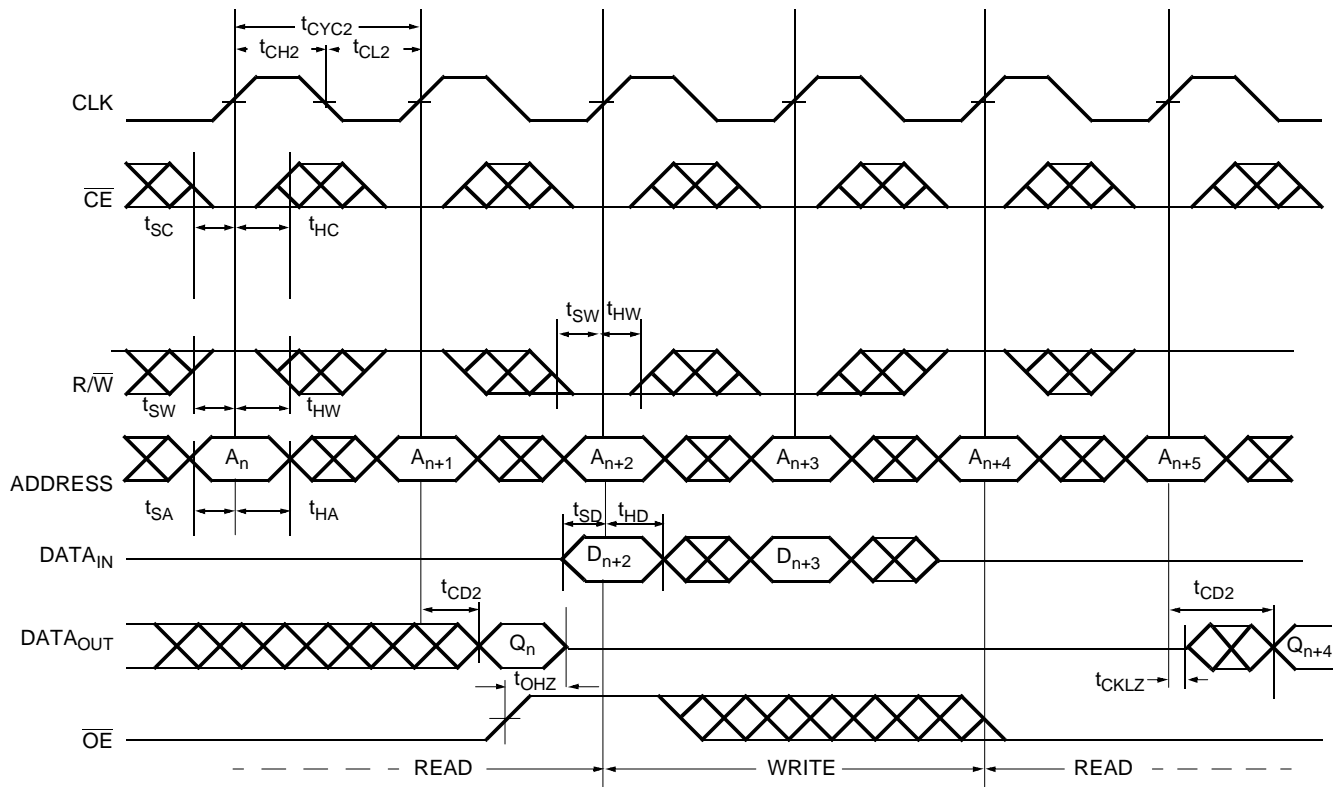 tCYC2
tCH2 tCL2
CLK
CE
tSC tHC
tSW tHW
R/W
tSW tHW
An An+1 An+2 An+3 An+4 An+5
ADDRESS
tSA tHA tSD tHD
DATAIN Dn+2 Dn+3
tCD2 tCD2
DATAOUT Qn Qn+4
tOHZ tCKLZ
OE
READ WRITE READ